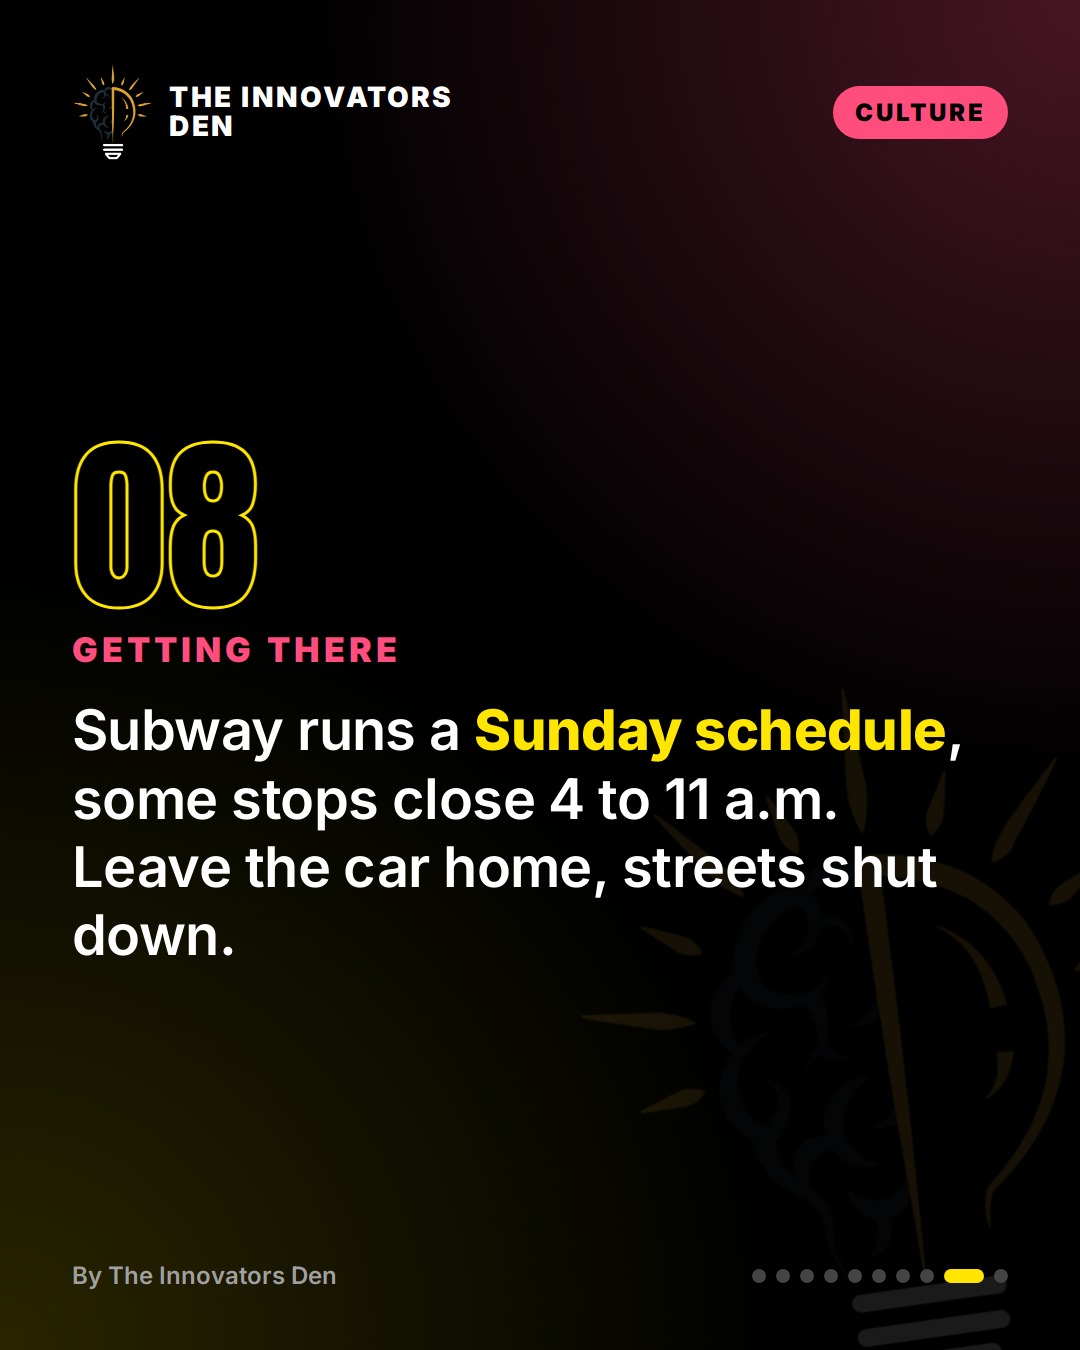 THE INNOVATORS
DEN
CULTURE
08
GETTING THERE
Subway runs a Sunday schedule,
some stops close 4 to 11 a.m.
Leave the car home, streets shut
down.
By The Innovators Den